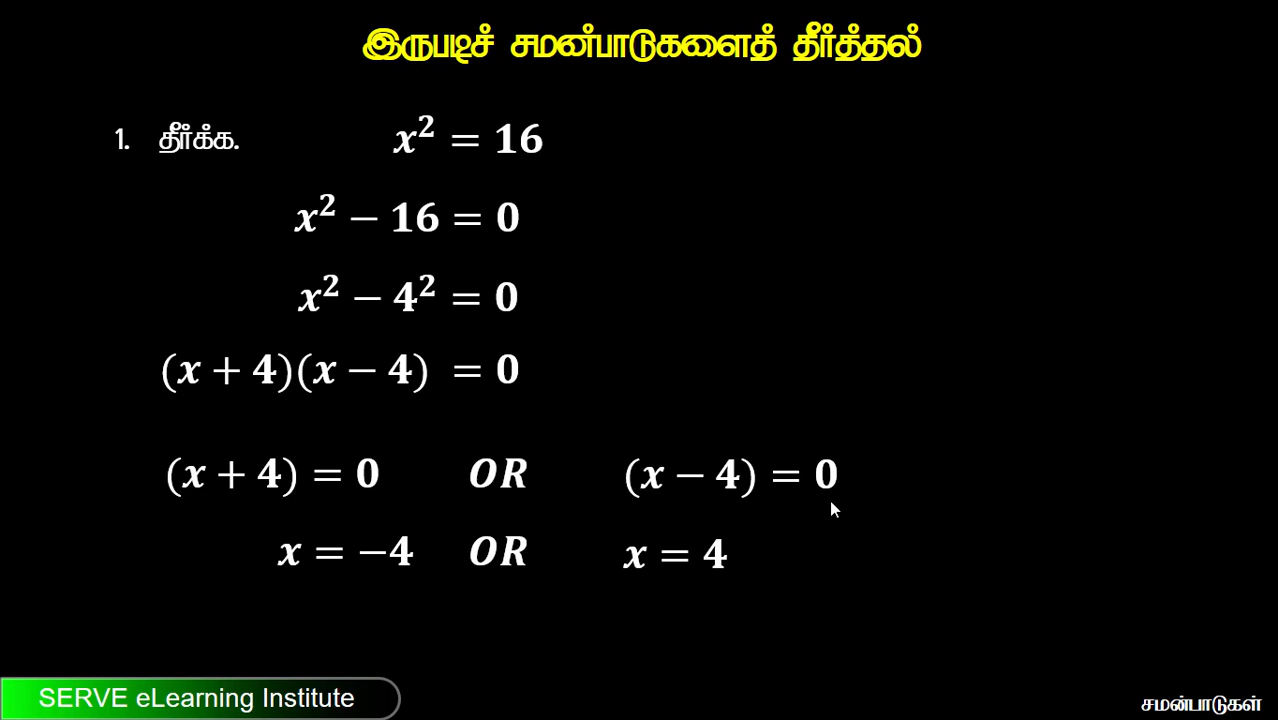 இருபடிச் சமன்பாடுகளைத் தீர்த்தல்
1. தீர்க்க. x² = 16
x² − 16 = 0
x² − 4² = 0
(x + 4)(x − 4) = 0
(x + 4) = 0 OR (x − 4) = 0
x = −4 OR x = 4
SERVE eLearning Institute
சமன்பாடுகள்